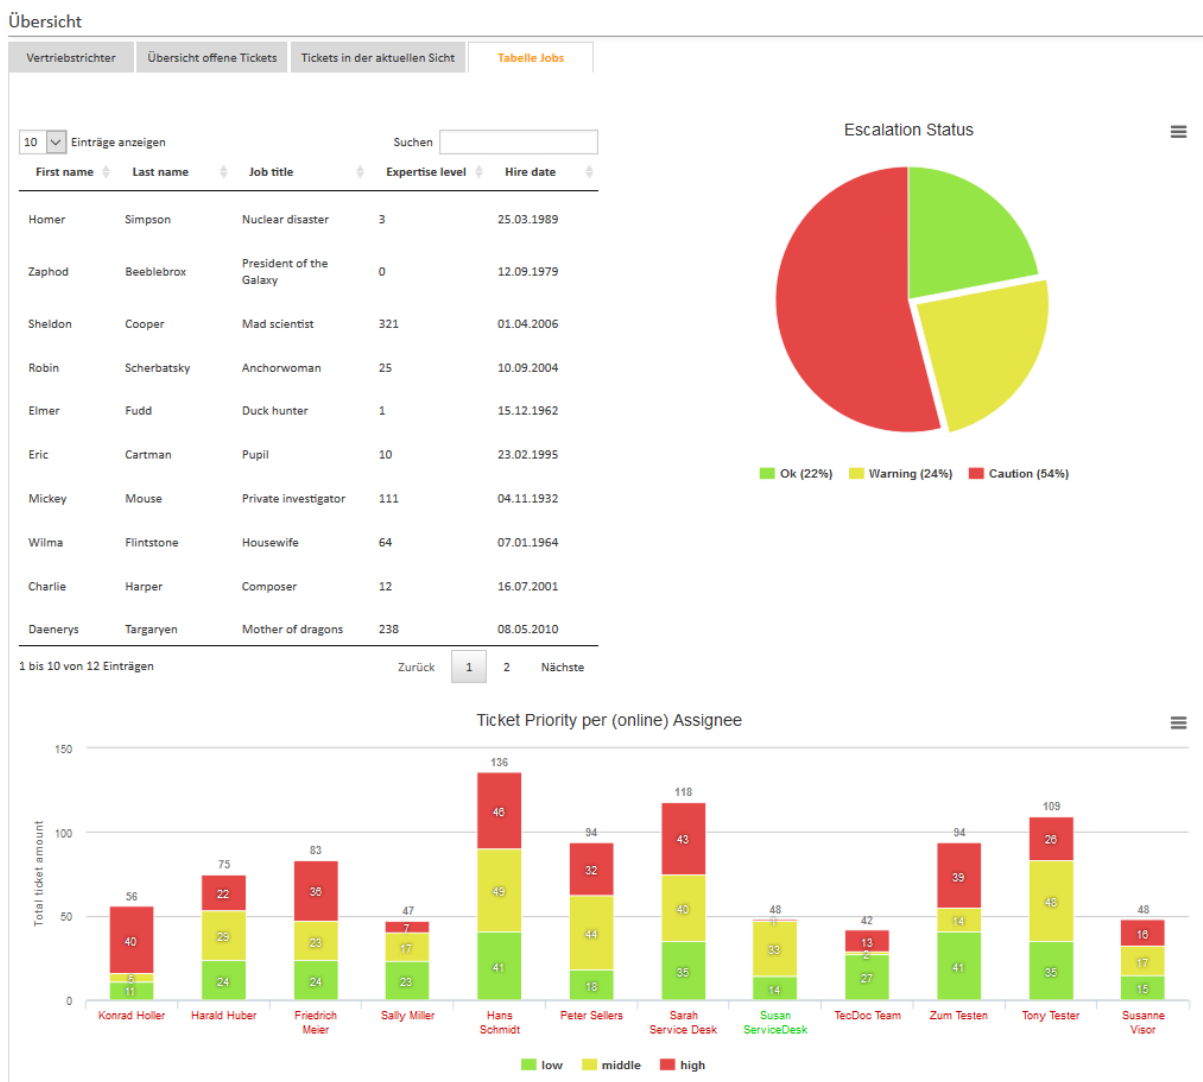 Übersicht
Vertriebstrichter Übersicht offene Tickets Tickets in der aktuellen Sicht Tabelle Jobs
10 Einträge anzeigen Suchen
First name Last name Job title Expertise level Hire date
Homer Simpson Nuclear disaster 3 25.03.1989
Zaphod Beeblebrox President of the Galaxy 0 12.09.1979
Sheldon Cooper Mad scientist 321 01.04.2006
Robin Scherbatsky Anchorwoman 25 10.09.2004
Elmer Fudd Duck hunter 1 15.12.1962
Eric Cartman Pupil 10 23.02.1995
Mickey Mouse Private investigator 111 04.11.1932
Wilma Flintstone Housewife 64 07.01.1964
Charlie Harper Composer 12 16.07.2001
Daenerys Targaryen Mother of dragons 238 08.05.2010
1 bis 10 von 12 Einträgen Zurück 1 2 Nächste
Escalation Status
Ok (22%) Warning (24%) Caution (54%)
Ticket Priority per (online) Assignee
Total ticket amount
150
100
50
0
56 75 83 47 136 94 118 48 42 94 109 48
40 22 36 7 46 32 43 1 13 39 26 16
5 29 23 17 49 44 40 33 2 14 48 17
11 24 24 23 41 18 35 14 27 41 35 15
Konrad Holler Harald Huber Friedrich Meier Sally Miller Hans Schmidt Peter Sellers Sarah Service Desk Susan ServiceDesk TecDoc Team Zum Testen Tony Tester Susanne Visor
low middle high